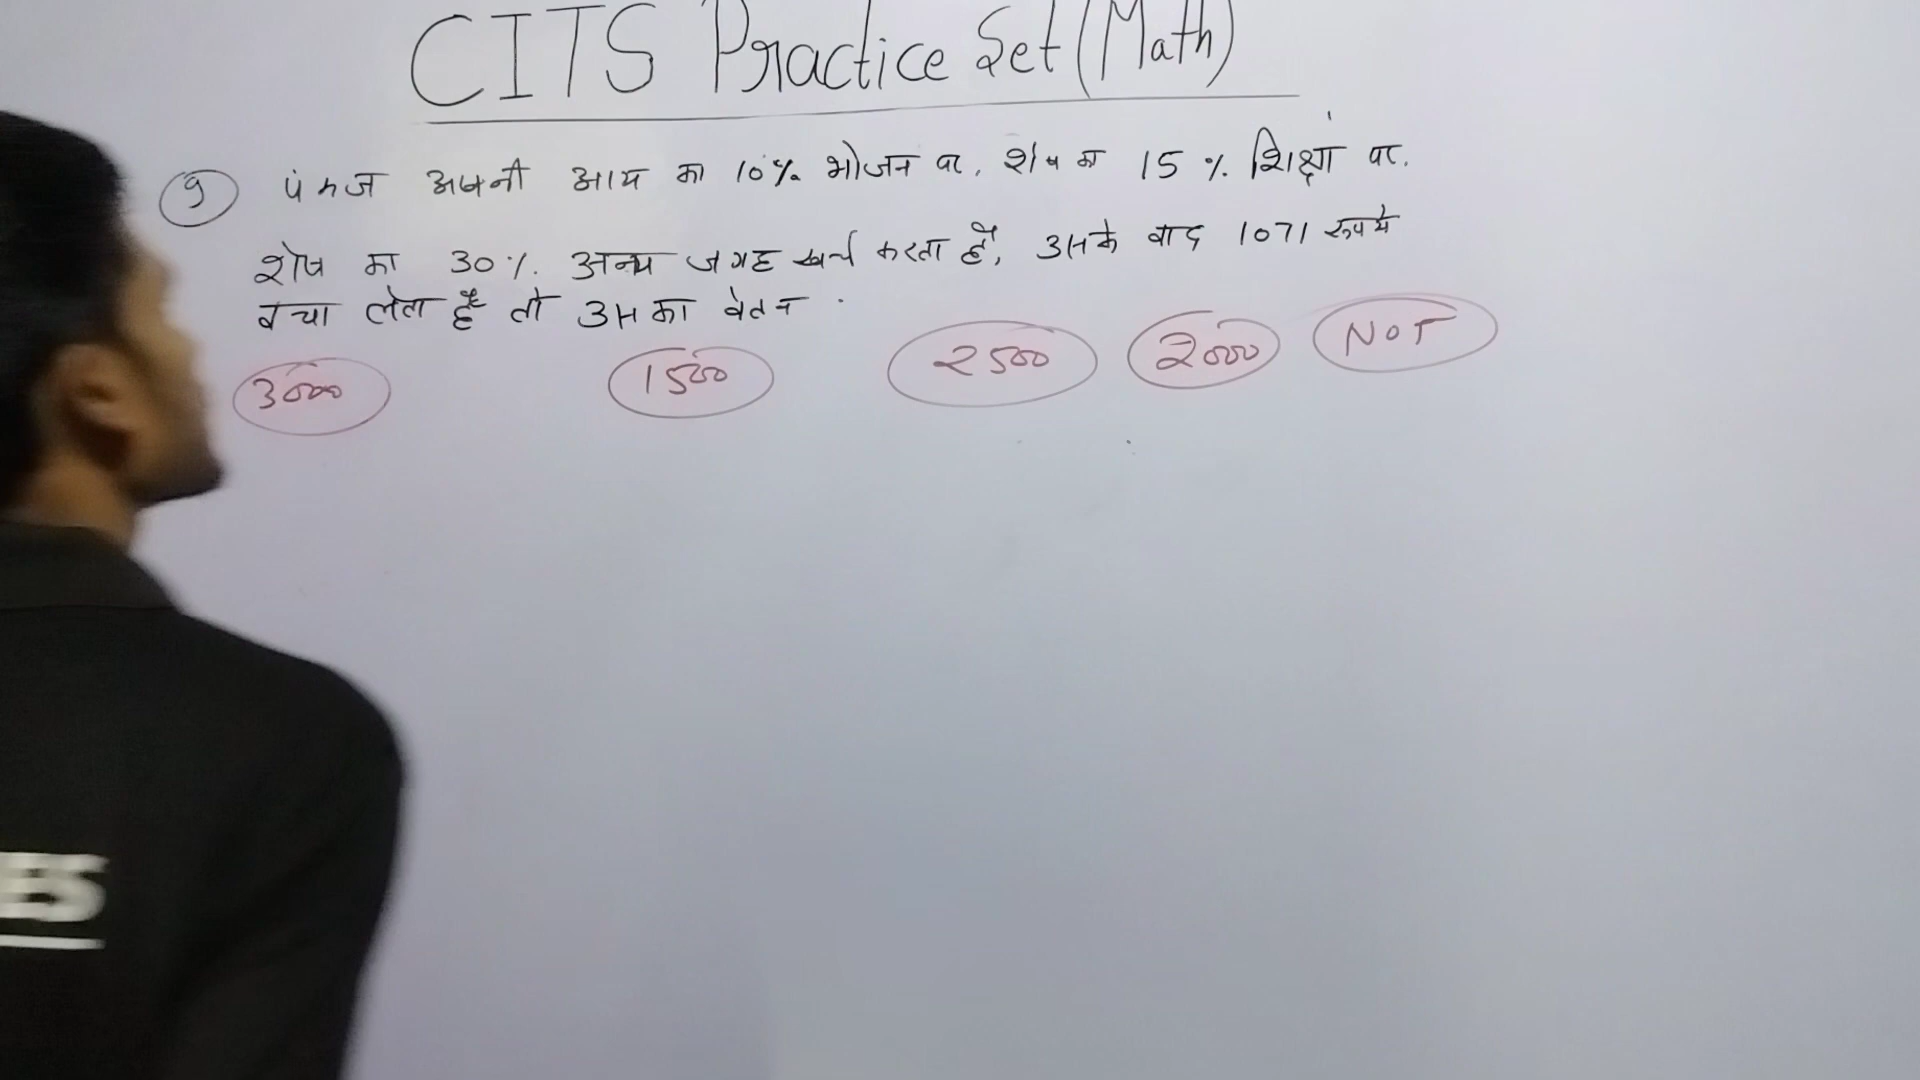 CITS Practice Set (Math)
9 पंकज अपनी आय का 10% भोजन पर, शेष का 15% शिक्षा पर,
शेष का 30% अन्य जगह खर्च करता है, उसके बाद 1071 रूपये
बचा लेता है तो उसका वेतन
3000 1500 2500 2000 NOT
ES